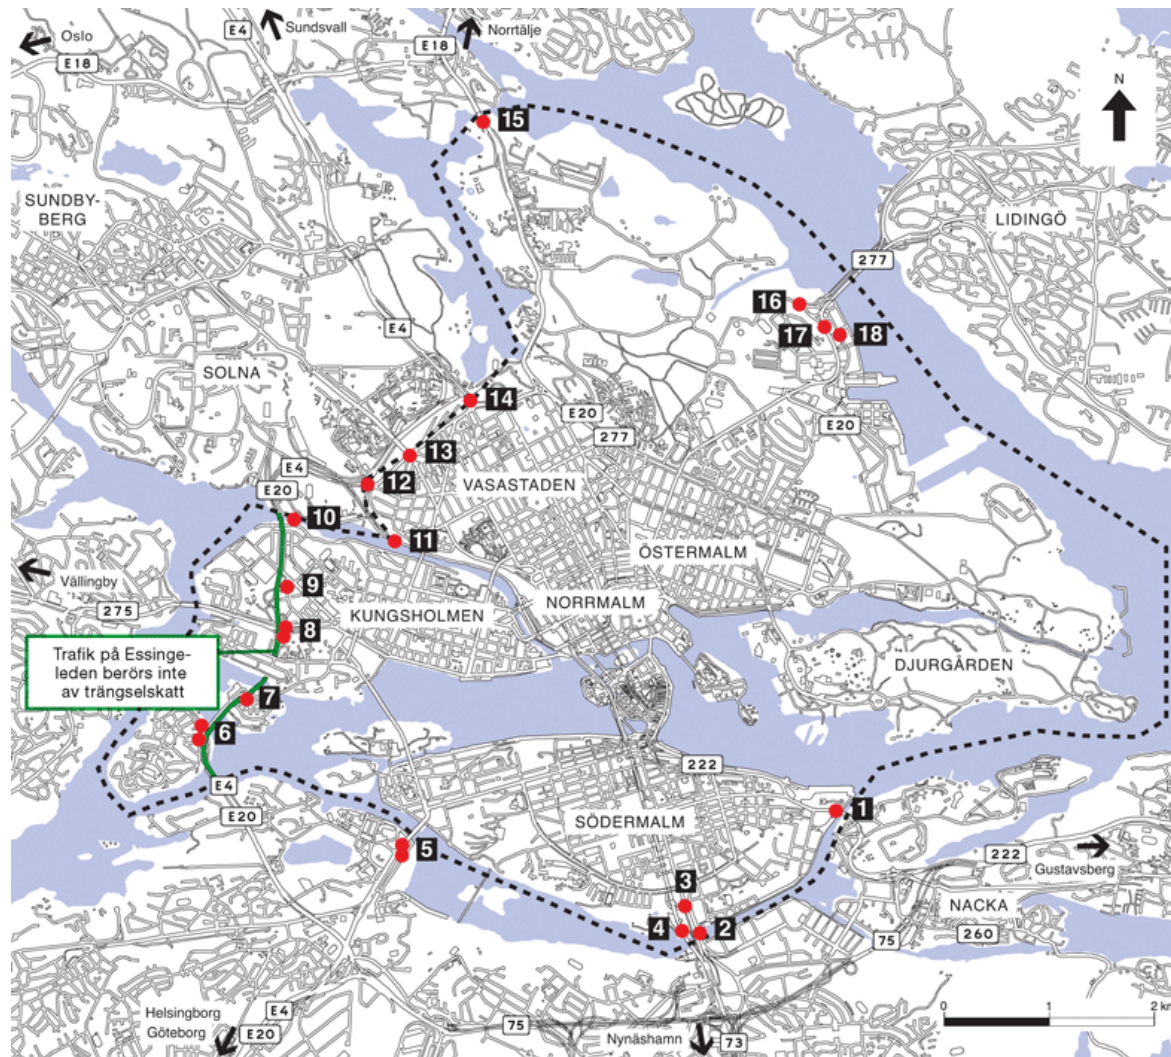 E4
Sundsvall
Norrtälje
Oslo
E18
E18
N
15
SUNDBY-
BERG
LIDINGÖ
277
16
17
18
E4
SOLNA
14
E20
E20
277
13
E4
12
VASASTADEN
E20
10
11
ÖSTERMALM
Vällingby
9
NORRMALM
275
KUNGSHOLMEN
8
Trafik på Essinge-
leden berörs inte
av trängselskatt
DJURGÅRDEN
7
6
222
E4
E20
1
SÖDERMALM
5
222
Gustavsberg
3
NACKA
4
2
75
260
Helsingborg
Göteborg
E4
E20
75
Nynäshamn
73
0
1
2 km